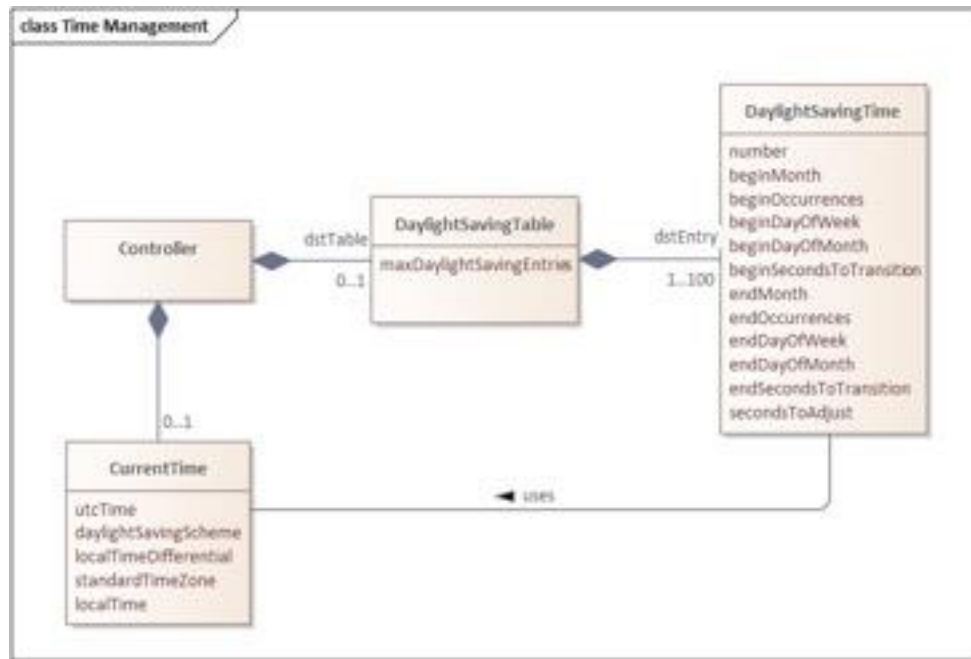 class Time Management
Controller
dstTable
0..1
DaylightSavingTable
maxDaylightSavingEntries
dstEntry
1..100
DaylightSavingTime
number
beginMonth
beginOccurrences
beginDayOfWeek
beginDayOfMonth
beginSecondsToTransition
endMonth
endOccurrences
endDayOfWeek
endDayOfMonth
endSecondsToTransition
secondsToAdjust
0..1
CurrentTime
utcTime
daylightSavingScheme
localTimeDifferential
standardTimeZone
localTime
uses